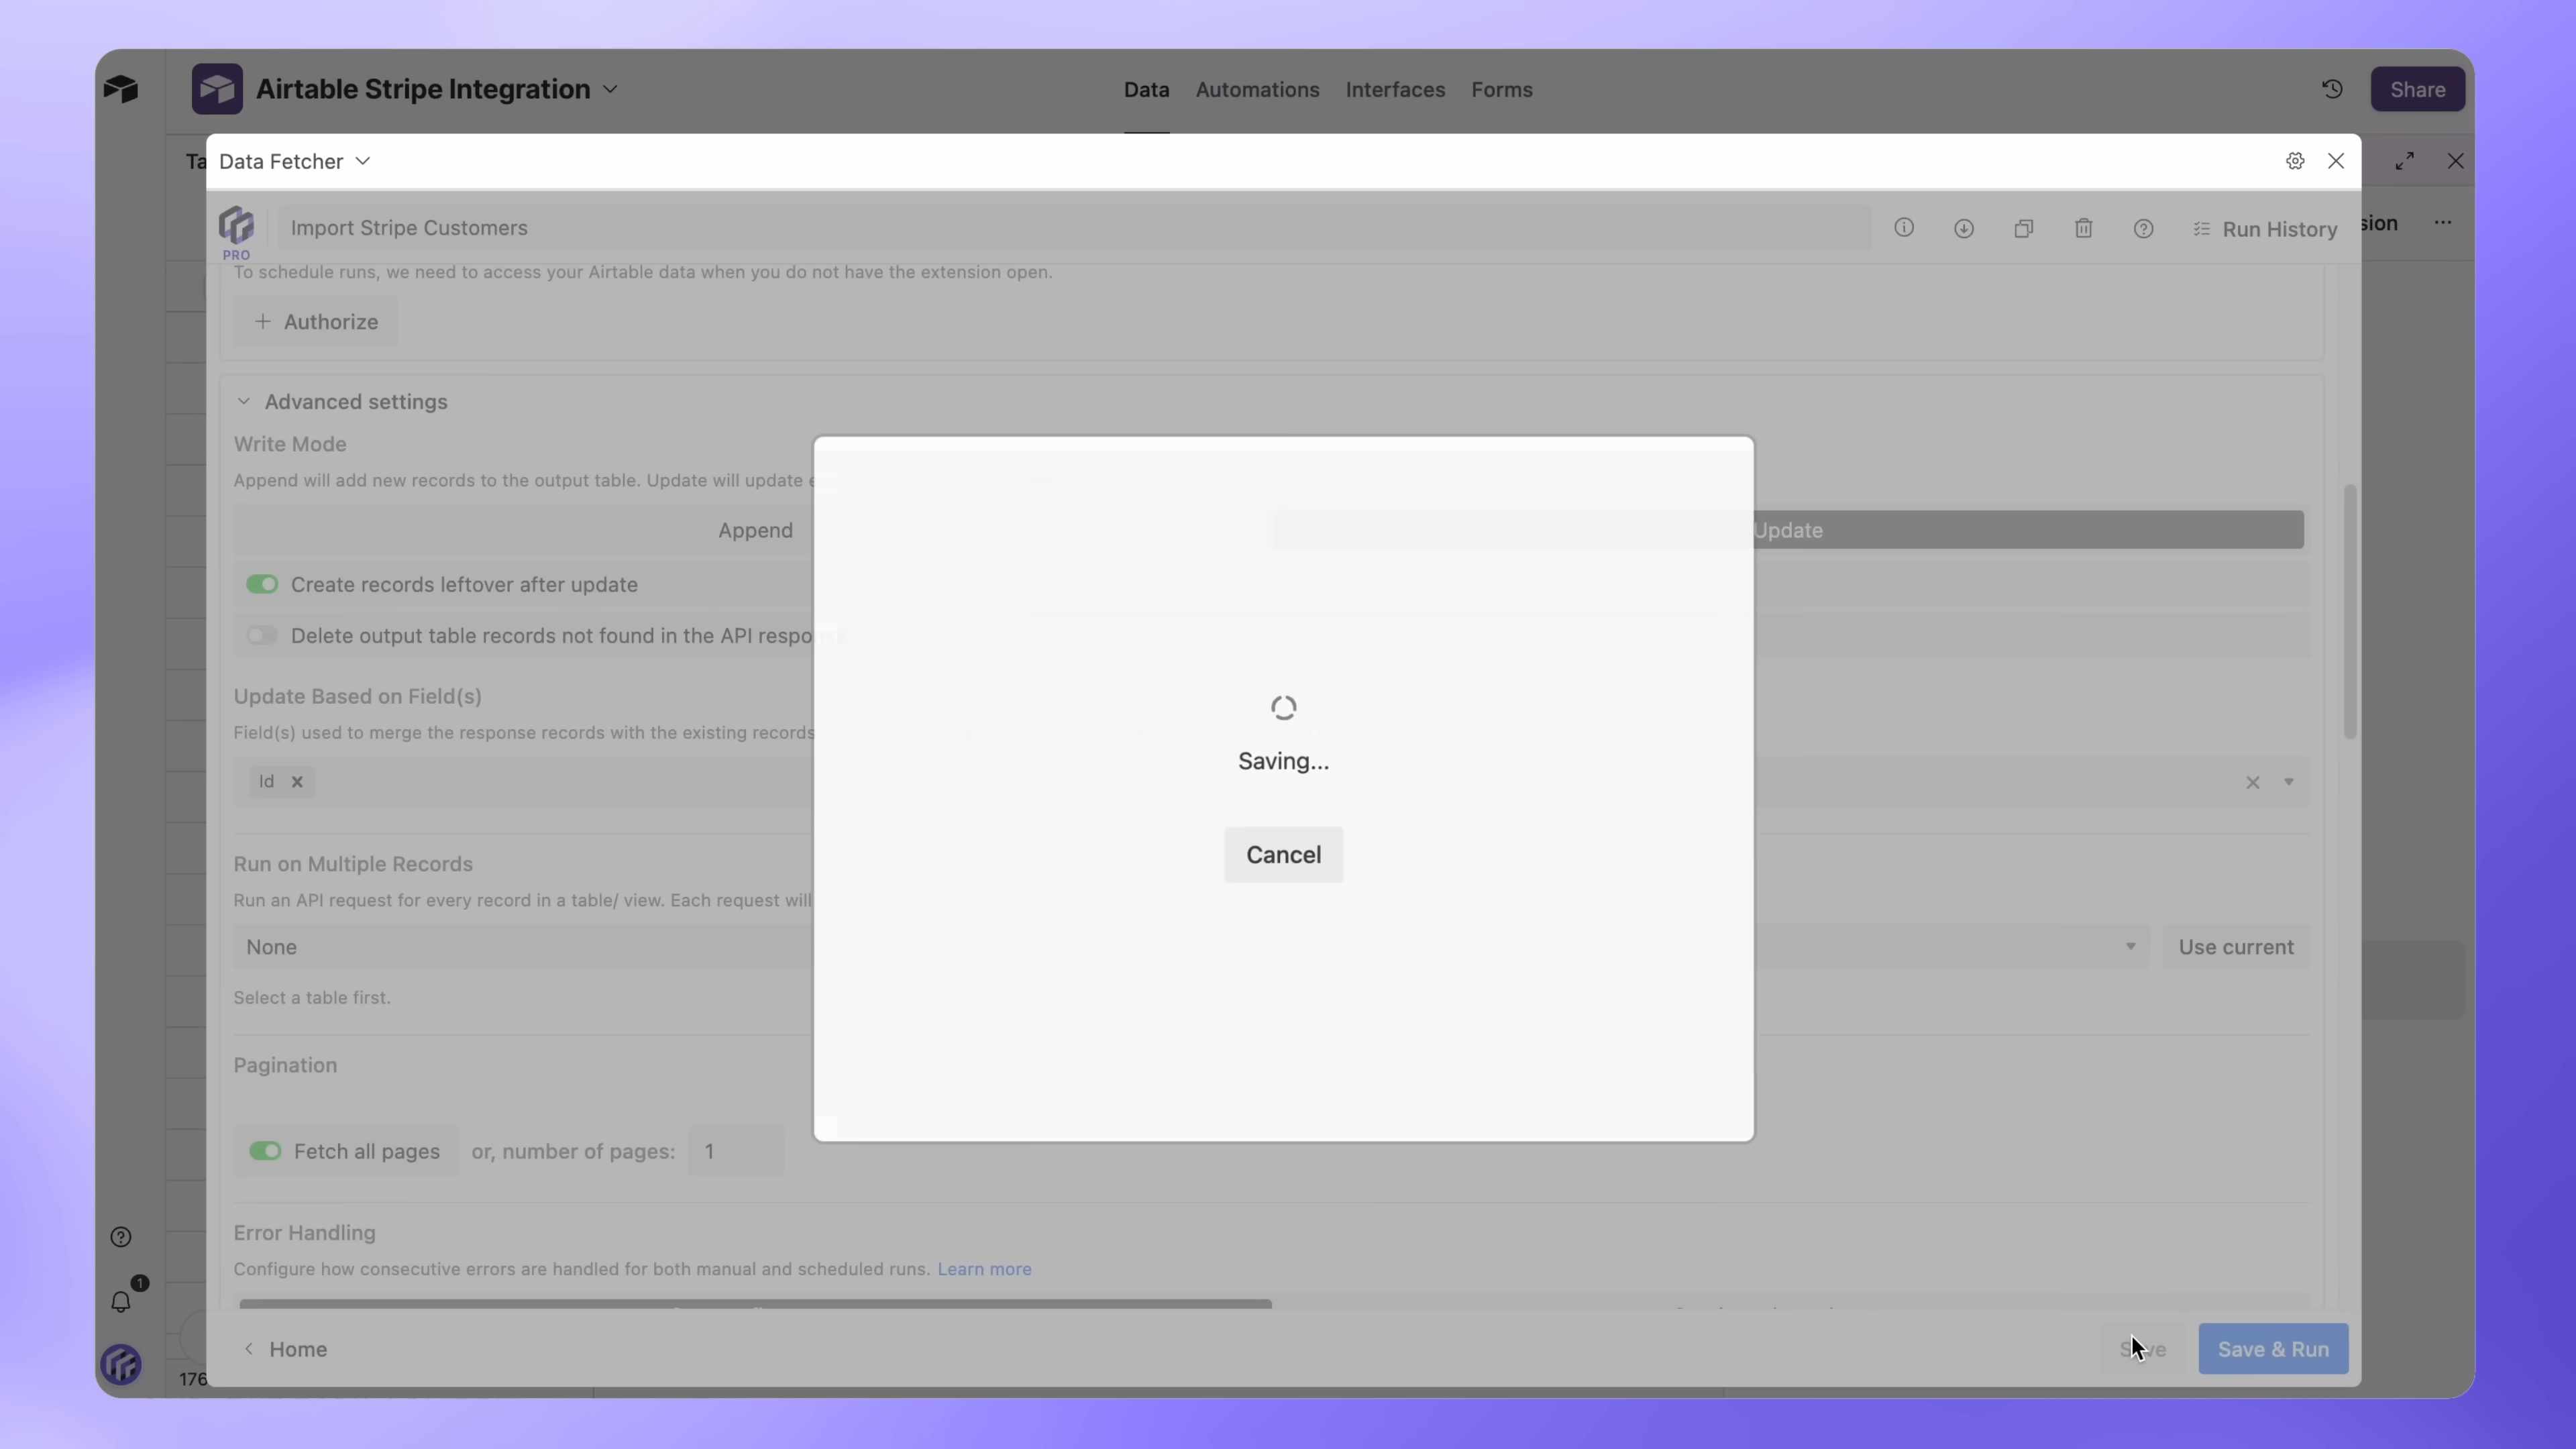 Airtable Stripe Integration
Data Automations Interfaces Forms
Share
Ta
Data Fetcher
PRO
Import Stripe Customers
Run History
sion
To schedule runs, we need to access your Airtable data when you do not have the extension open.
Authorize
Advanced settings
Write Mode
Append will add new records to the output table. Update will update
Append
Update
Create records leftover after update
Delete output table records not found in the API respon
Update Based on Field(s)
Field(s) used to merge the response records with the existing records
Id
Saving...
Cancel
Run on Multiple Records
Run an API request for every record in a table/ view. Each request will
None
Use current
Select a table first.
Pagination
Fetch all pages or, number of pages: 1
Error Handling
Configure how consecutive errors are handled for both manual and scheduled runs. Learn more
1
Home
Save
Save & Run
176